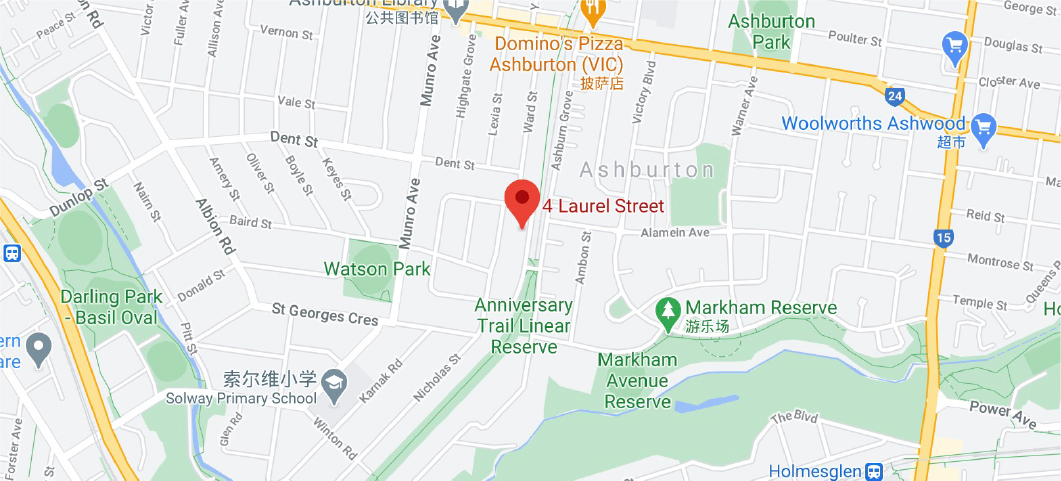 Ashburton Library
公共图书馆
George St
Peace St
Albion Rd
Victor
Fuller Ave
Allison Ave
Vernon St
Munro Ave
Highgate Grove
Domino's Pizza
Ashburton (VIC)
披萨店
Ashburton
Park
Poulter St
Douglas St
Closter Ave
24
Vale St
Lexia St
Ward St
Ashburn Grove
Victory Blvd
Warner Ave
Woolworths Ashwood
超市
Dent St
Dent St
Ashburton
Dunlop St
Nairn St
Amery St
Oliver St
Boyle St
Keyes St
Munro Ave
4 Laurel Street
Albion Rd
Baird St
Alamein Ave
Reid St
15
Watson Park
Ambon St
Montrose St
Queens
Donald St
Darling Park
- Basil Oval
St Georges Cres
Anniversary
Trail Linear
Reserve
Markham Reserve
游乐场
Temple St
Pitt St
Markham
Avenue
Reserve
索尔维小学
Solway Primary School
Karnak Rd
Nicholas St
Glen Rd
Winton Rd
The Blvd
Power Ave
Forster Ave
St
Holmesglen